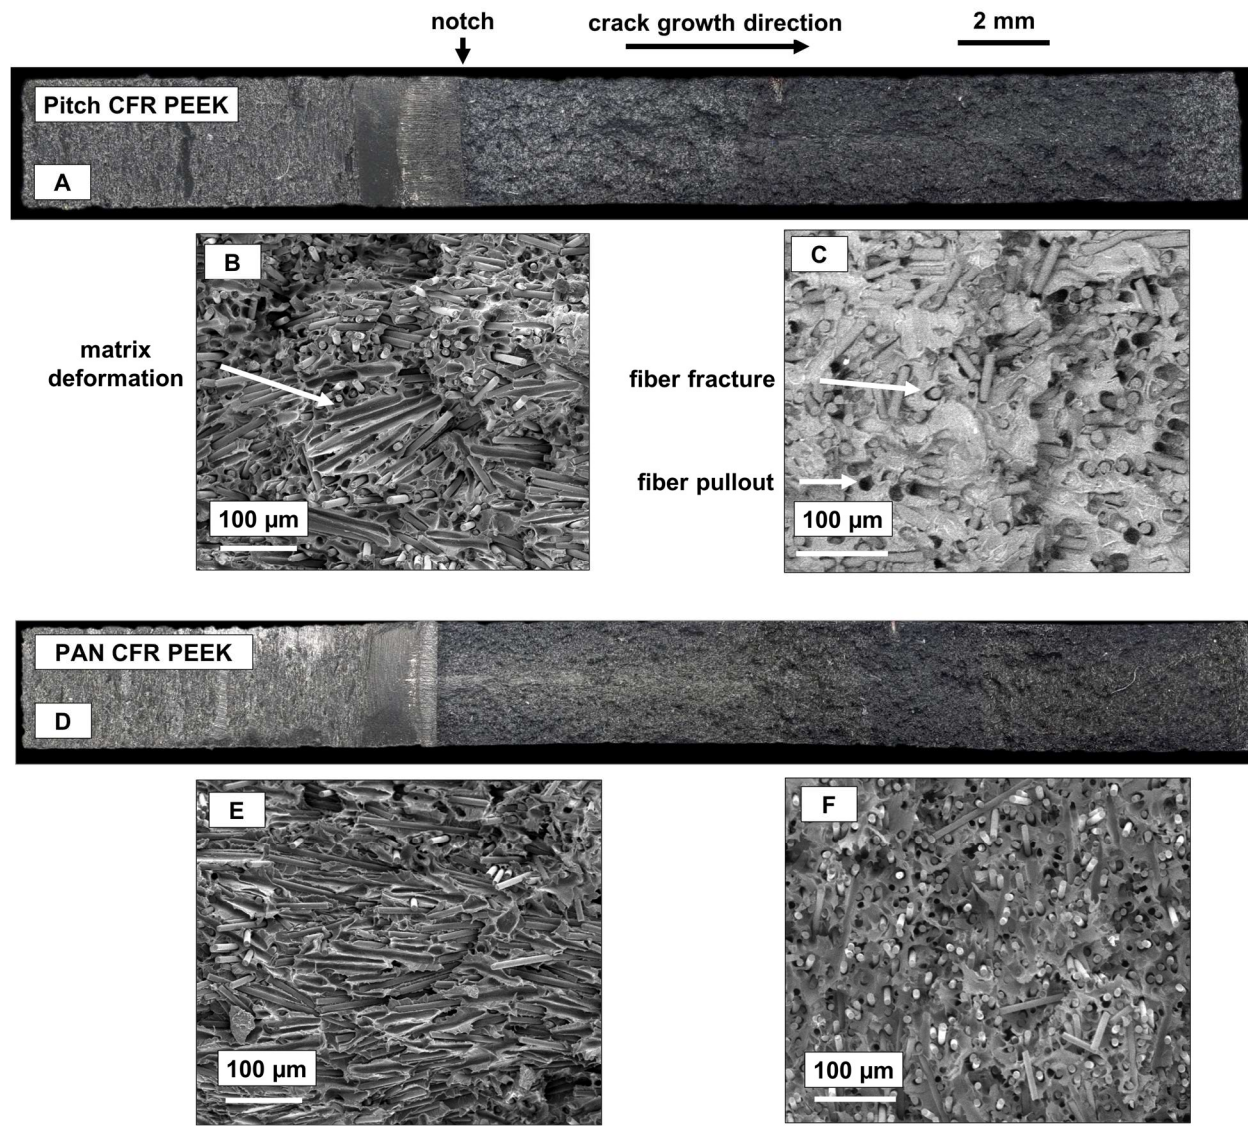 notch
crack growth direction
2 mm
Pitch CFR PEEK
A
B
C
matrix
deformation
fiber fracture
fiber pullout
100 µm
100 µm
PAN CFR PEEK
D
E
F
100 µm
100 µm